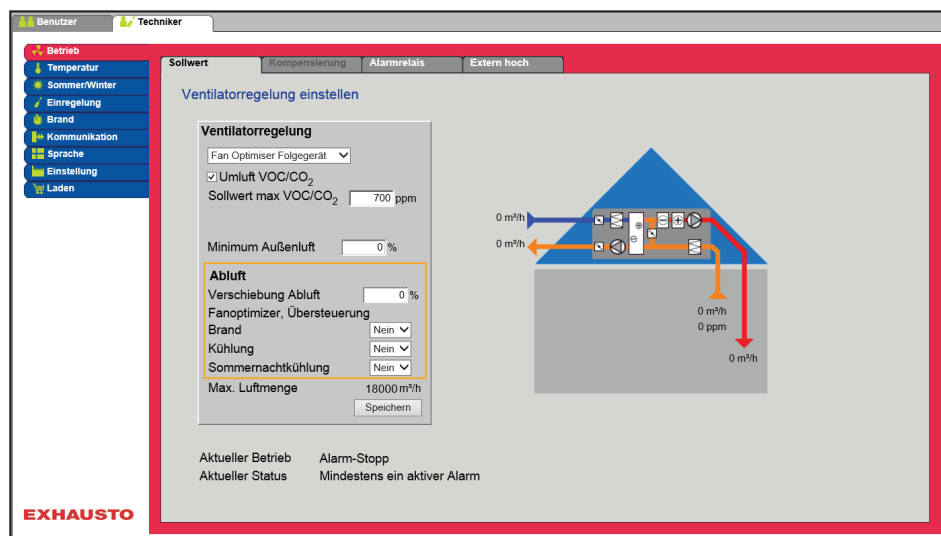 Benutzer Techniker
Betrieb
Temperatur
Sommer/Winter
Einregelung
Brand
Kommunikation
Sprache
Einstellung
Laden
EXHAUSTO
Sollwert Kompensierung Alarmrelais Extern hoch
Ventilatorregelung einstellen
Ventilatorregelung
Fan Optimiser Folgegerät
Umluft VOC/CO2
Sollwert max VOC/CO2 700 ppm
Minimum Außenluft 0 %
Abluft
Verschiebung Abluft 0 %
Fanoptimizer, Übersteuerung
Brand Nein
Kühlung Nein
Sommernachtkühlung Nein
Max. Luftmenge 18000 m³/h
Speichern
0 m³/h
0 m³/h
0 m³/h
0 ppm
0 m³/h
Aktueller Betrieb Alarm-Stopp
Aktueller Status Mindestens ein aktiver Alarm